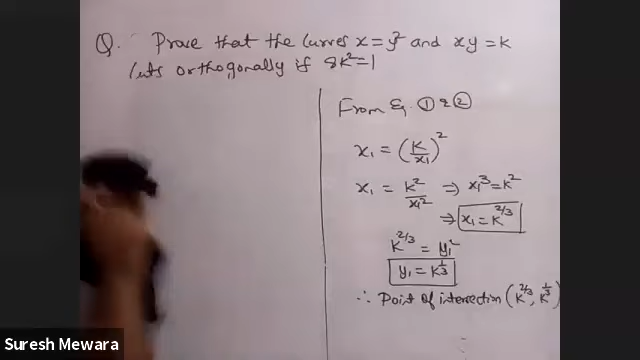 Q. Prove that the curves x = y² and xy = k
cuts orthogonally if 8k²=1
From Eq. ① & ②
x₁ = (K/x₁)²
x₁ = K²/x₁² ⇒ x₁³ = K²
⇒ x₁ = K^(2/3)
K^(2/3) = y₁²
y₁ = K^(1/3)
∴ Point of intersection (K^(2/3), K^(1/3))
Suresh Mewara